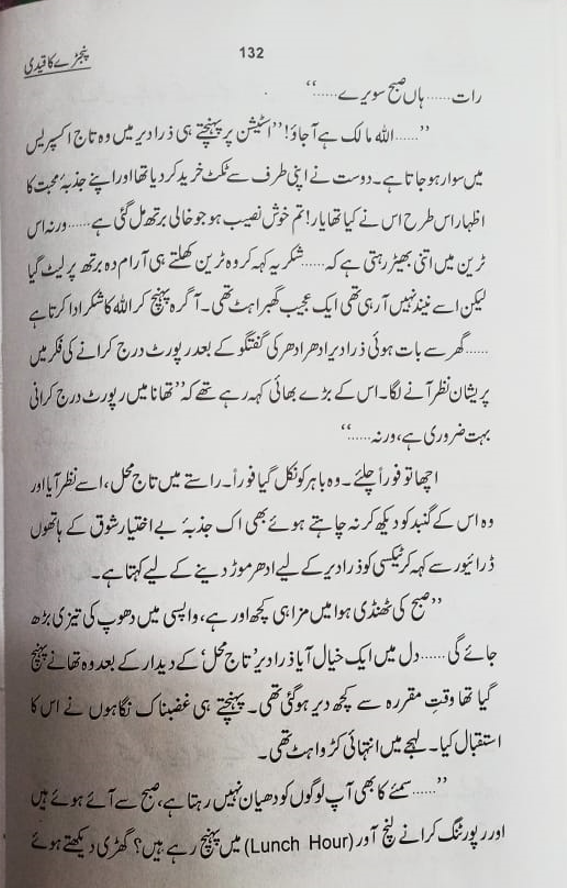 132
پنجڑے کا قیدی
رات...... ہاں صبح سویرے......‘‘
’’......اللہ مالک ہے آجاؤ!‘‘ اسٹیشن پر پہنچتے ہی ذرا دیر میں وہ تاج اکسپریس
میں سوار ہو جاتا ہے۔ دوست نے اپنی طرف سے ٹکٹ خرید کر دیا تھا اور اپنے جذبۂ محبت کا
اظہار اس طرح اس نے کیا تھا یار! تم خوش نصیب ہو جو خالی برتھ مل گئی ہے...... ورنہ اس
ٹرین میں اتنی بھیڑ رہتی ہے کہ...... شکریہ کہہ کر وہ ٹرین کھلتے ہی آرام دہ برتھ پر لیٹ گیا
لیکن اسے نیند نہیں آرہی تھی ایک عجیب گھبراہٹ تھی۔ آگرہ پہنچ کر اللہ کا شکر ادا کرتا ہے
...... گھر سے بات ہوئی ذرا دیر ادھر ادھر کی گفتگو کے بعد رپورٹ درج کرانے کی فکر میں
پریشان نظر آنے لگا۔ اس کے بڑے بھائی کہہ رہے تھے کہ ’’تھانا میں رپورٹ درج کرانی
بہت ضروری ہے، ورنہ......‘‘
اچھا تو فوراً چلئے۔ وہ باہر کو نکل گیا فوراً۔ راستے میں تاج محل، اسے نظر آیا اور
وہ اس کے گنبد کو دیکھ کر نہ چاہتے ہوئے بھی اک جذبۂ بے اختیار شوق کے ہاتھوں
ڈرائیور سے کہہ کر ٹیکسی کو ذرا دیر کے لیے ادھر موڑ دینے کے لیے کہتا ہے۔
’’صبح کی ٹھنڈی ہوا میں مزا ہی کچھ اور ہے، واپسی میں دھوپ کی تیزی بڑھ
جائے گی...... دل میں ایک خیال آیا ذرا دیر ’تاج محل‘ کے دیدار کے بعد وہ تھانے پہنچ
گیا تھا وقتِ مقررہ سے کچھ دیر ہوگئی تھی۔ پہنچتے ہی غضبناک نگاہوں نے اس کا
استقبال کیا۔ لہجے میں انتہائی کڑواہٹ تھی۔
’’......سمئے کا بھی آپ لوگوں کو دھیان نہیں رہتا ہے، صبح سے آئے ہوئے ہیں
اور رپورٹنگ کرانے لنچ آور (Lunch Hour) میں پہنچ رہے ہیں؟ گھڑی دیکھتے ہوئے